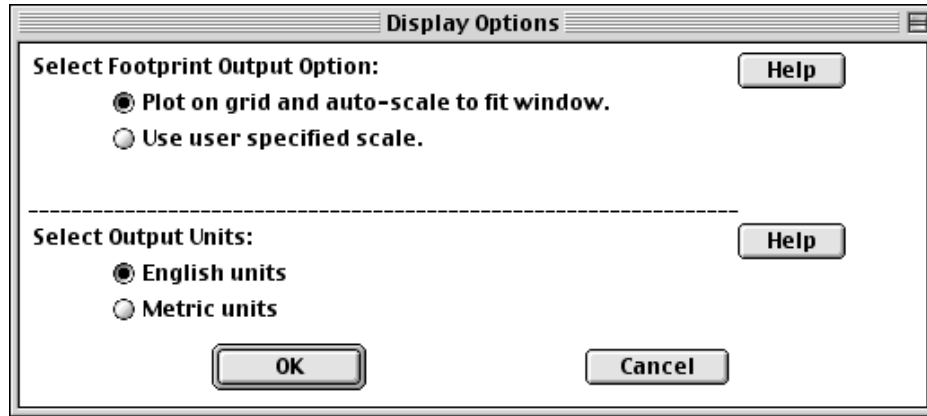 Display Options
Select Footprint Output Option:
Help
Plot on grid and auto-scale to fit window.
Use user specified scale.
Select Output Units:
Help
English units
Metric units
OK
Cancel